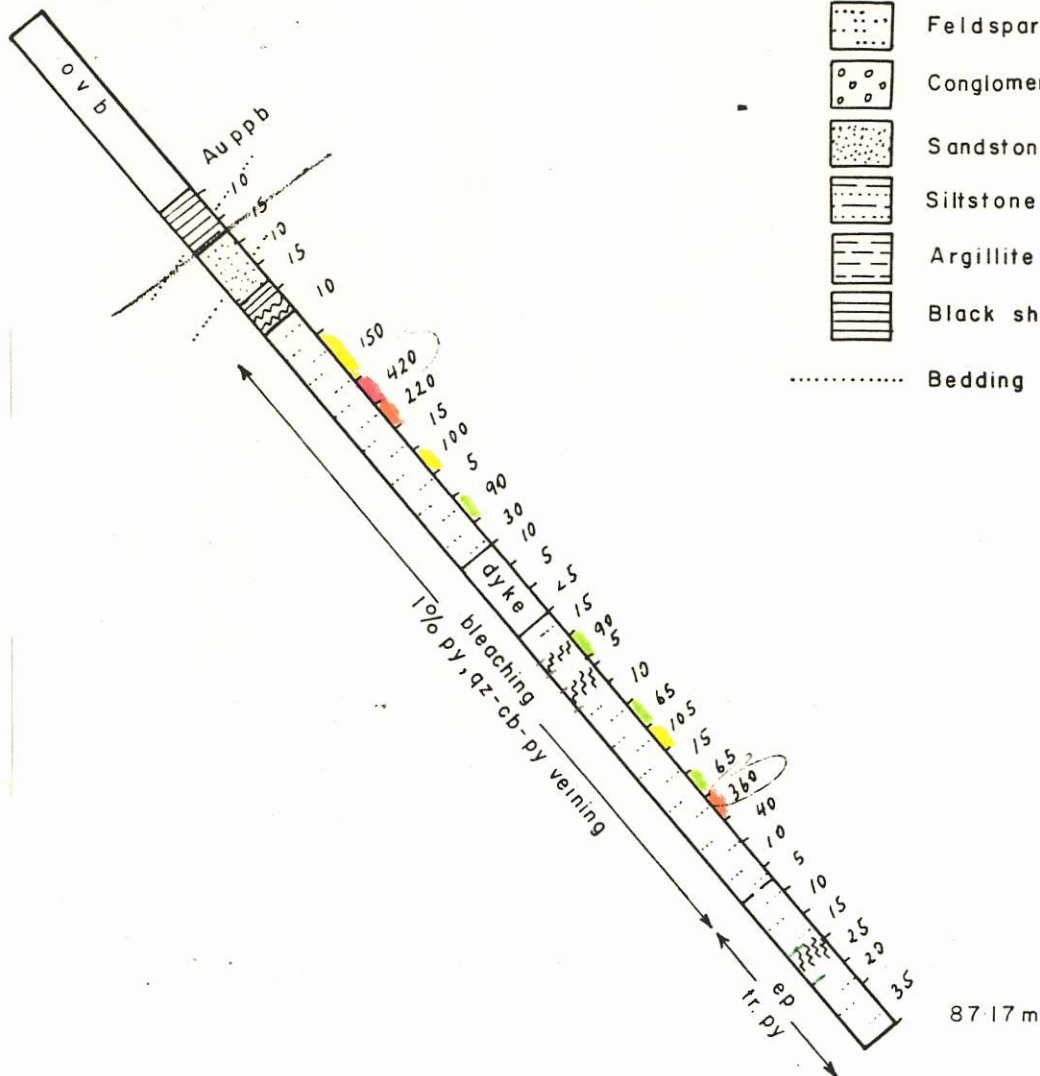 ovb
Au ppb
10
15
10
15
10
150
420
220
15
100
5
90
30
10
5
<5
15
90
5
10
65
105
15
65
360
40
10
5
10
15
25
20
35
dyke
bleaching
1% py, qz-cb-py veining
ep
tr. py
87.17 m
Feldspar
Conglomer
Sandston
Siltstone
Argillite
Black sh
Bedding